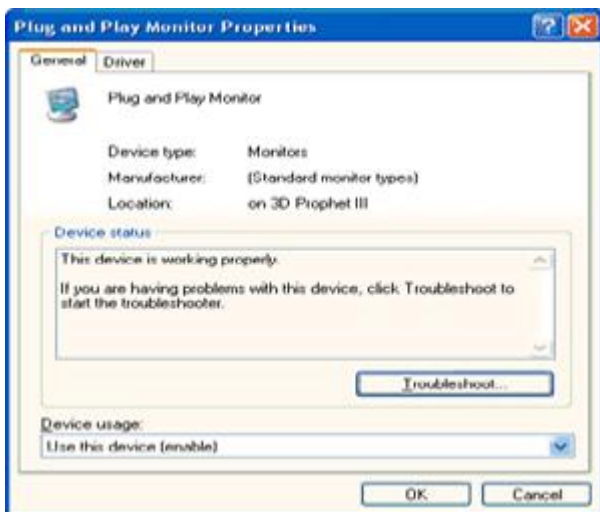 Plug and Play Monitor Properties
General Driver
Plug and Play Monitor
Device type: Monitors
Manufacturer: (Standard monitor types)
Location: on 3D Prophet III
Device status
This device is working properly.
If you are having problems with this device, click Troubleshoot to
start the troubleshooter.
Troubleshoot...
Device usage:
Use this device (enable)
OK Cancel